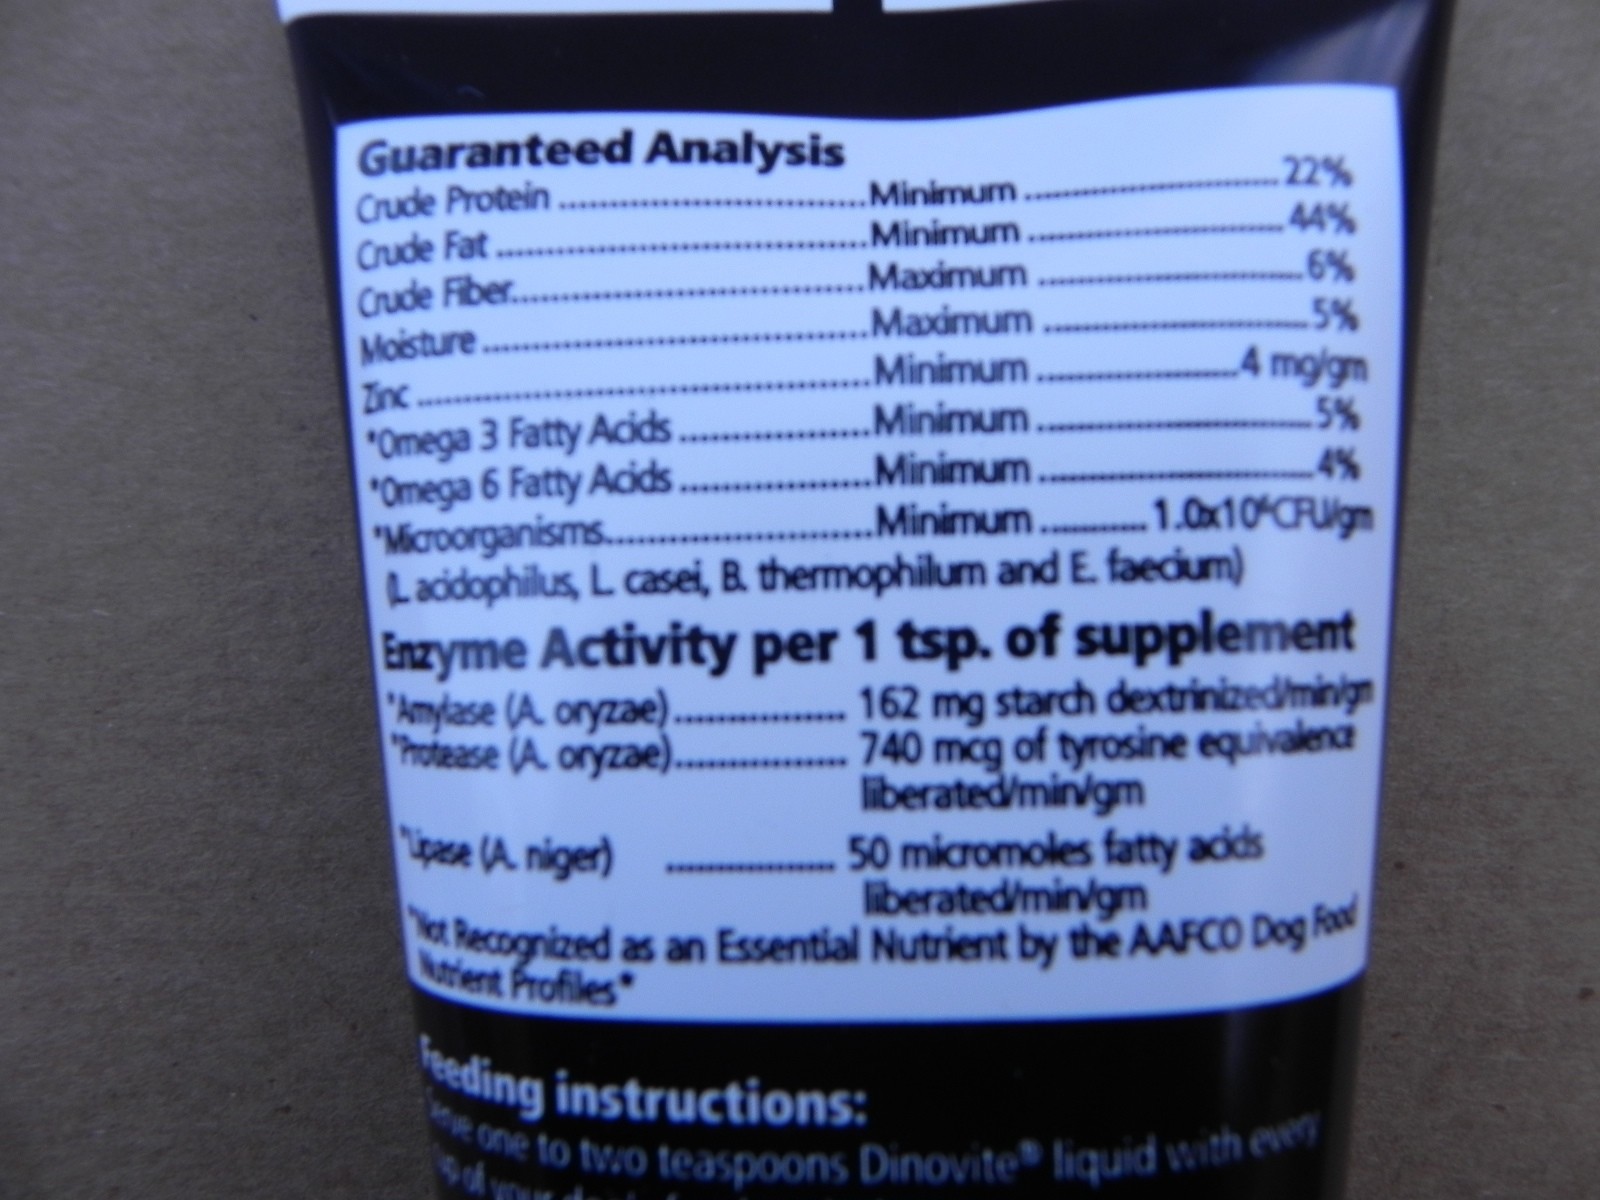 Guaranteed Analysis
Crude Protein ............................Minimum .......................22%
Crude Fat ..................................Minimum .......................44%
Crude Fiber................................Maximum ........................6%
Moisture ...................................Maximum ........................5%
Zinc .........................................Minimum ..................4 mg/gm
*Omega 3 Fatty Acids .................Minimum .........................5%
*Omega 6 Fatty Acids .................Minimum .........................4%
*Microorganisms........................Minimum .......... 1.0x10⁶CFU/gm
(L. acidophilus, L. casei, B. thermophilum and E. faecium)
Enzyme Activity per 1 tsp. of supplement
*Amylase (A. oryzae)................ 162 mg starch dextrinized/min/gm
*Protease (A. oryzae)................ 740 mcg of tyrosine equivalence
liberated/min/gm
*Lipase (A. niger) ................ 50 micromoles fatty acids
liberated/min/gm
*Not Recognized as an Essential Nutrient by the AAFCO Dog Food
Nutrient Profiles*
Feeding instructions:
one to two teaspoons Dinovite® liquid with every
of your